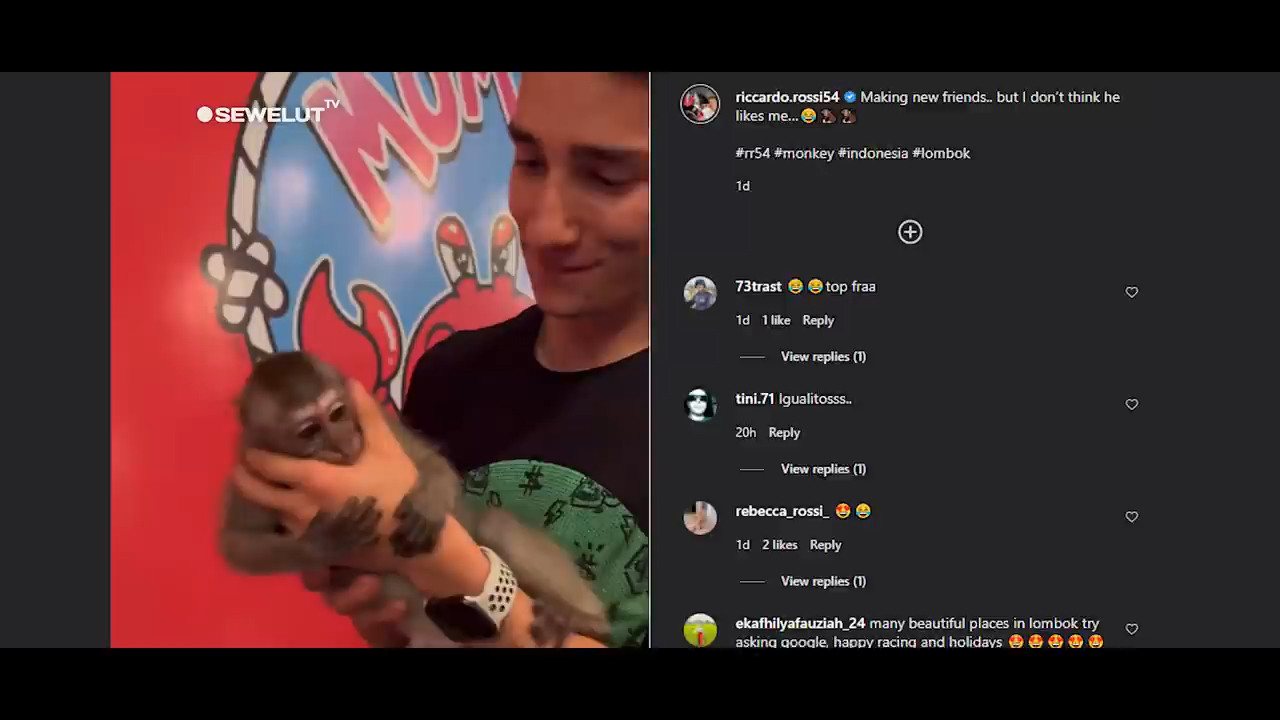 SEWELUT TV
MOM
riccardo.rossi54 Making new friends.. but I don't think he
likes me...😂🐒🐒
#rr54 #monkey #indonesia #lombok
1d
73trast 😂😂top fraa
1d 1 like Reply
View replies (1)
tini.71 Igualitosss..
20h Reply
View replies (1)
rebecca_rossi_ 😍😂
1d 2 likes Reply
View replies (1)
ekafhilyafauziah_24 many beautiful places in lombok try
asking google, happy racing and holidays 😍😍😍😍😍